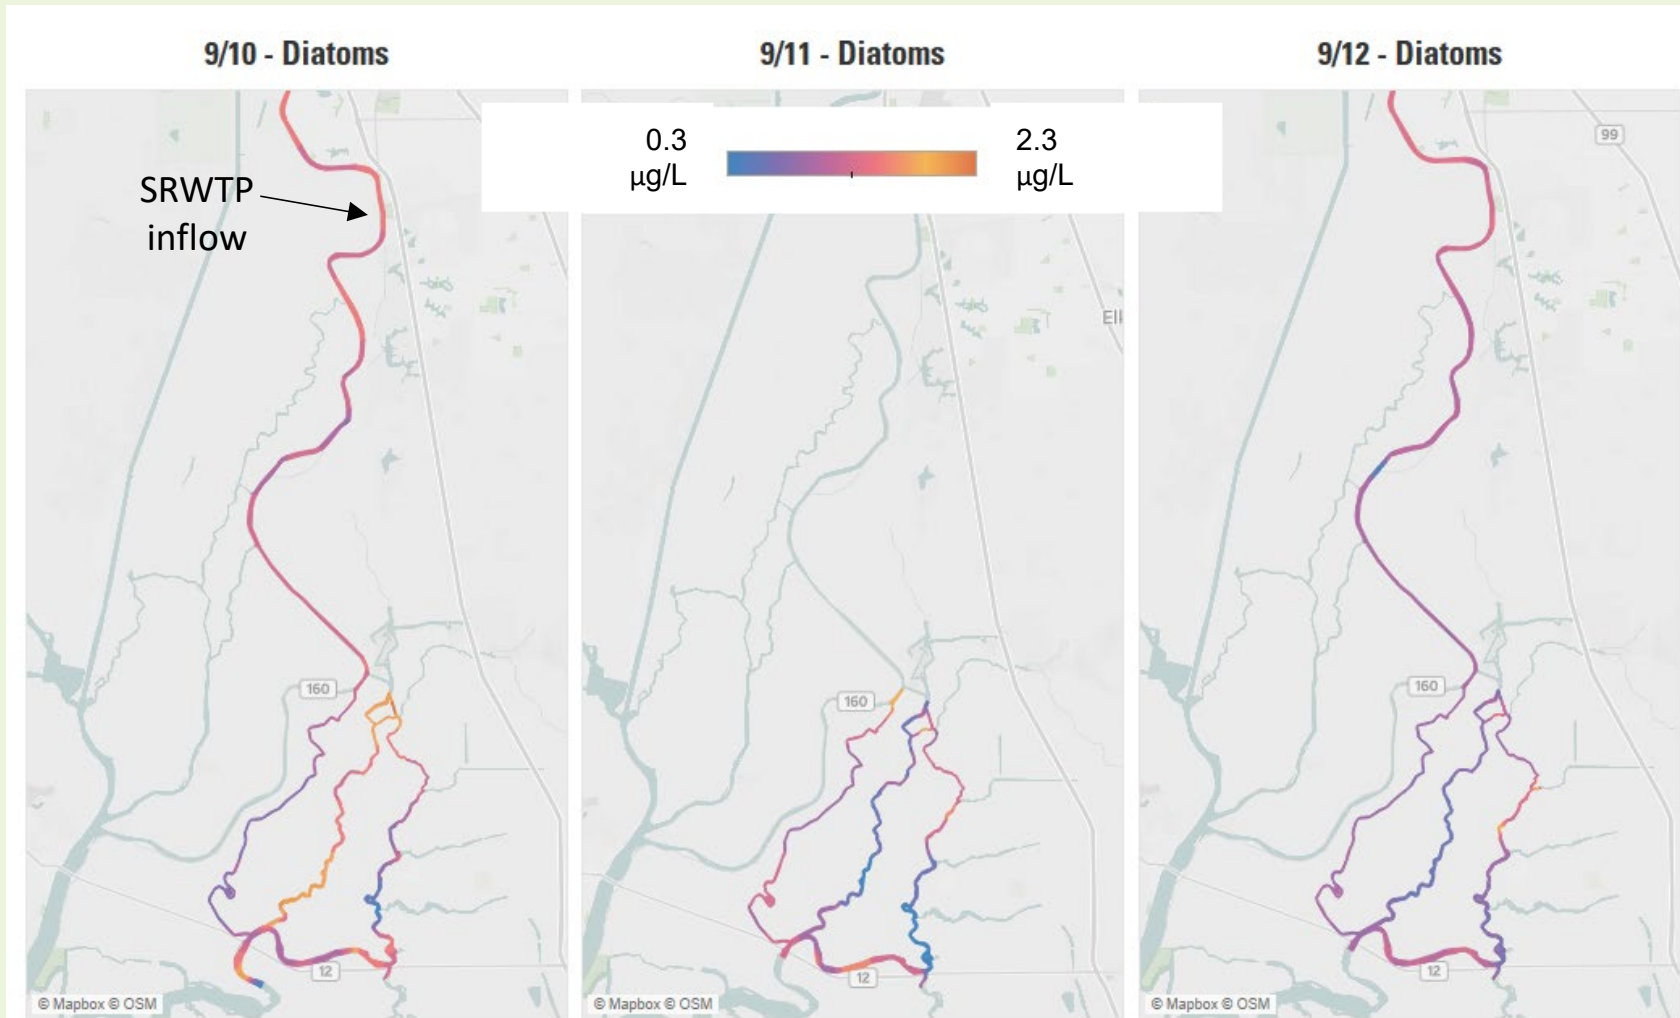 9/10 - Diatoms
9/11 - Diatoms
9/12 - Diatoms
0.3
µg/L
2.3
µg/L
SRWTP
inflow
99
Elk
160
160
160
12
12
12
© Mapbox © OSM
© Mapbox © OSM
© Mapbox © OSM